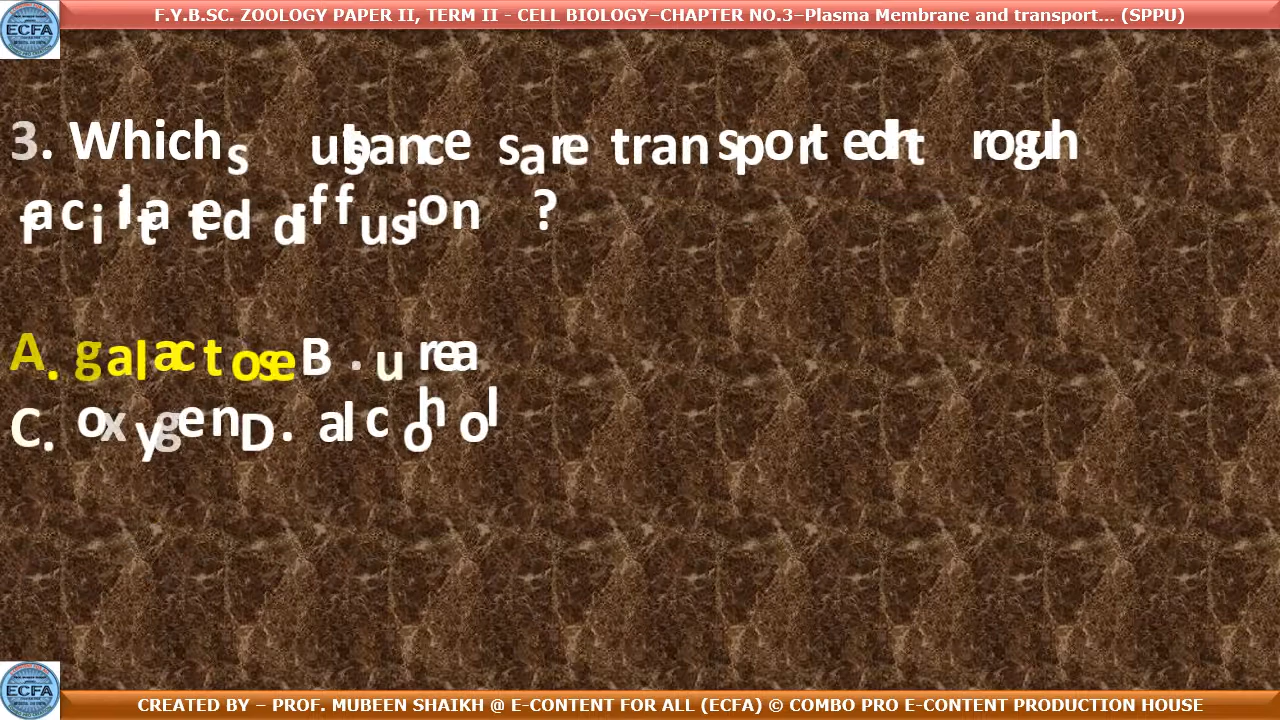 F.Y.B.SC. ZOOLOGY PAPER II, TERM II - CELL BIOLOGY–CHAPTER NO.3–Plasma Membrane and transport... (SPPU)
ECFA
3. Which substances are transported through
facilitated diffusion ?
A. galactose B. urea
C. oxygen D. alcohol
ECFA
CREATED BY – PROF. MUBEEN SHAIKH @ E-CONTENT FOR ALL (ECFA) © COMBO PRO E-CONTENT PRODUCTION HOUSE